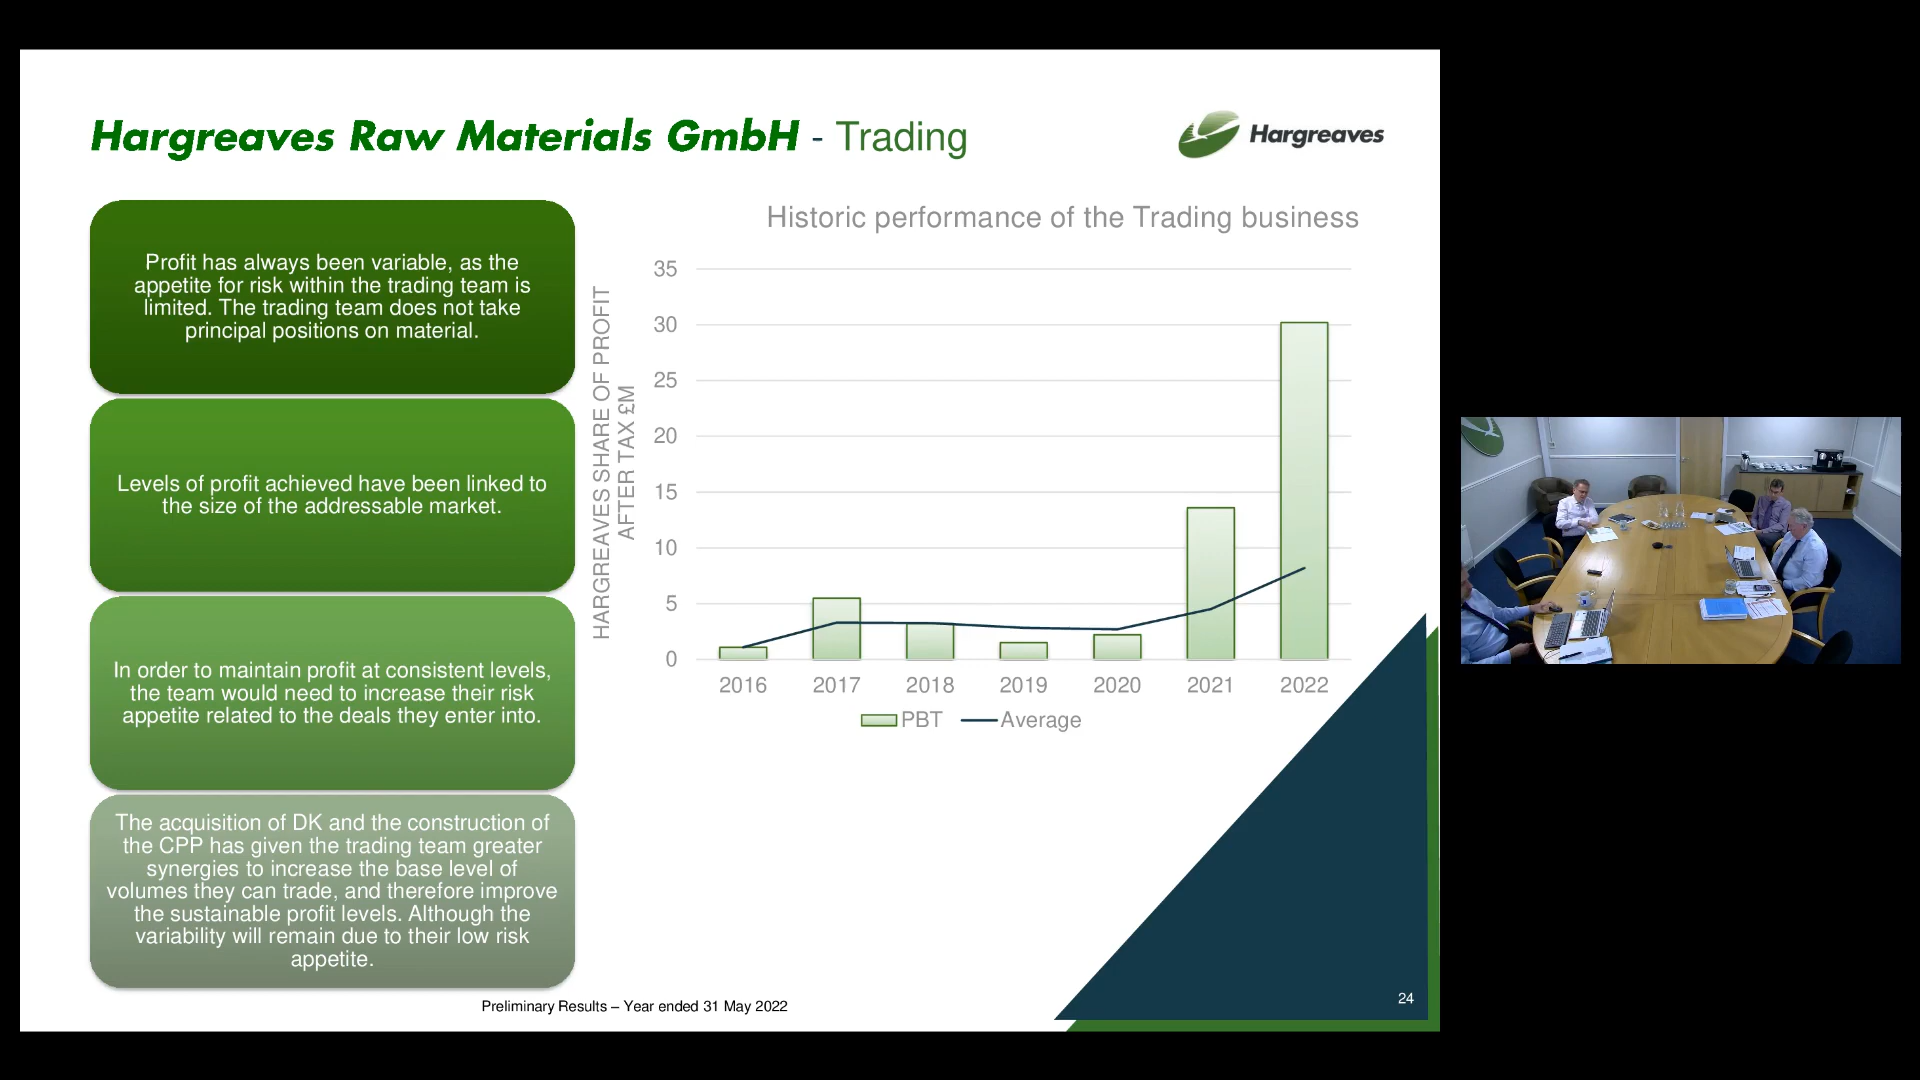 Hargreaves Raw Materials GmbH - Trading
Hargreaves
Profit has always been variable, as the
appetite for risk within the trading team is
limited. The trading team does not take
principal positions on material.
Levels of profit achieved have been linked to
the size of the addressable market.
In order to maintain profit at consistent levels,
the team would need to increase their risk
appetite related to the deals they enter into.
The acquisition of DK and the construction of
the CPP has given the trading team greater
synergies to increase the base level of
volumes they can trade, and therefore improve
the sustainable profit levels. Although the
variability will remain due to their low risk
appetite.
Historic performance of the Trading business
HARGREAVES SHARE OF PROFIT
AFTER TAX £M
35
30
25
20
15
10
5
0
2016 2017 2018 2019 2020 2021 2022
PBT Average
Preliminary Results – Year ended 31 May 2022
24